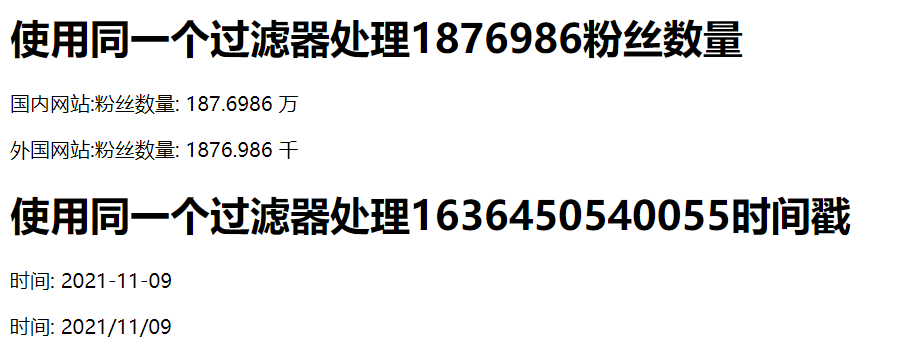 使用同一个过滤器处理1876986粉丝数量
国内网站:粉丝数量: 187.6986 万
外国网站:粉丝数量: 1876.986 千
使用同一个过滤器处理1636450540055时间戳
时间: 2021-11-09
时间: 2021/11/09